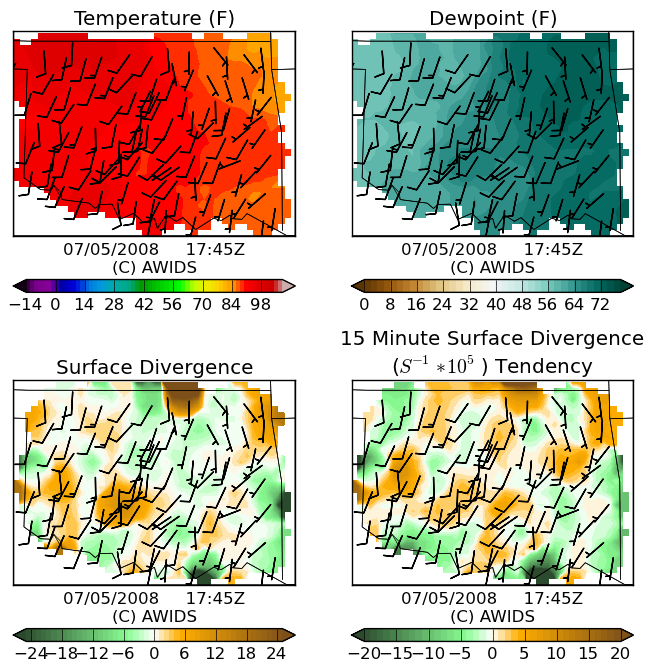 Temperature (F)
07/05/2008 17:45Z
(C) AWIDS
−14 0 14 28 42 56 70 84 98
Dewpoint (F)
07/05/2008 17:45Z
(C) AWIDS
0 8 16 24 32 40 48 56 64 72
Surface Divergence
07/05/2008 17:45Z
(C) AWIDS
−24 −18 −12 −6 0 6 12 18 24
15 Minute Surface Divergence
(S⁻¹ *10⁵ ) Tendency
07/05/2008 17:45Z
(C) AWIDS
−20 −15 −10 −5 0 5 10 15 20